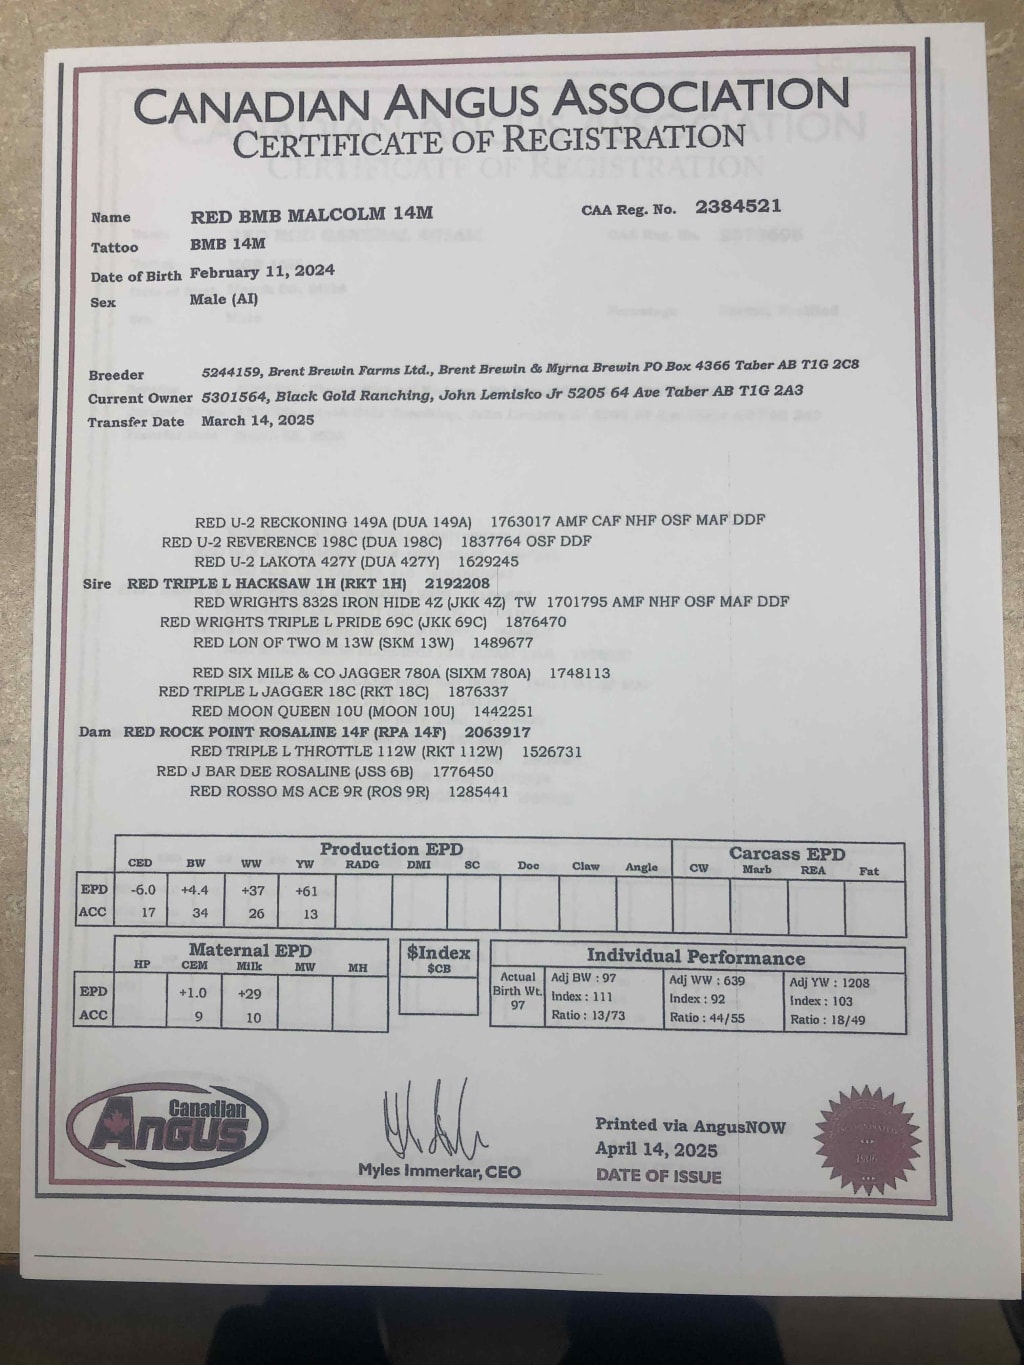 CANADIAN ANGUS ASSOCIATION
CERTIFICATE OF REGISTRATION
Name RED BMB MALCOLM 14M CAA Reg. No. 2384521
Tattoo BMB 14M
Date of Birth February 11, 2024
Sex Male (AI)
Breeder 5244159, Brent Brewin Farms Ltd., Brent Brewin & Myrna Brewin PO Box 4366 Taber AB T1G 2C8
Current Owner 5301564, Black Gold Ranching, John Lemisko Jr 5205 64 Ave Taber AB T1G 2A3
Transfer Date March 14, 2025
RED U-2 RECKONING 149A (DUA 149A) 1763017 AMF CAF NHF OSF MAF DDF
RED U-2 REVERENCE 198C (DUA 198C) 1837764 OSF DDF
RED U-2 LAKOTA 427Y (DUA 427Y) 1629245
Sire RED TRIPLE L HACKSAW 1H (RKT 1H) 2192208
RED WRIGHTS 832S IRON HIDE 4Z (JKK 4Z) TW 1701795 AMF NHF OSF MAF DDF
RED WRIGHTS TRIPLE L PRIDE 69C (JKK 69C) 1876470
RED LON OF TWO M 13W (SKM 13W) 1489677
RED SIX MILE & CO JAGGER 780A (SIXM 780A) 1748113
RED TRIPLE L JAGGER 18C (RKT 18C) 1876337
RED MOON QUEEN 10U (MOON 10U) 1442251
Dam RED ROCK POINT ROSALINE 14F (RPA 14F) 2063917
RED TRIPLE L THROTTLE 112W (RKT 112W) 1526731
RED J BAR DEE ROSALINE (JSS 6B) 1776450
RED ROSSO MS ACE 9R (ROS 9R) 1285441
Production EPD Carcass EPD
CED BW WW YW RADG DMI SC Doc Claw Angle CW Marb REA Fat
EPD -6.0 +4.4 +37 +61
ACC 17 34 26 13
Maternal EPD $Index Individual Performance
HP CEM Milk MW MH $CB
Actual Birth Wt. 97 Adj BW : 97 Adj WW : 639 Adj YW : 1208
EPD +1.0 +29 Index : 111 Index : 92 Index : 103
ACC 9 10 Ratio : 13/73 Ratio : 44/55 Ratio : 18/49
Canadian
ANGUS
Myles Immerkar, CEO
Printed via AngusNOW
April 14, 2025
DATE OF ISSUE
1906